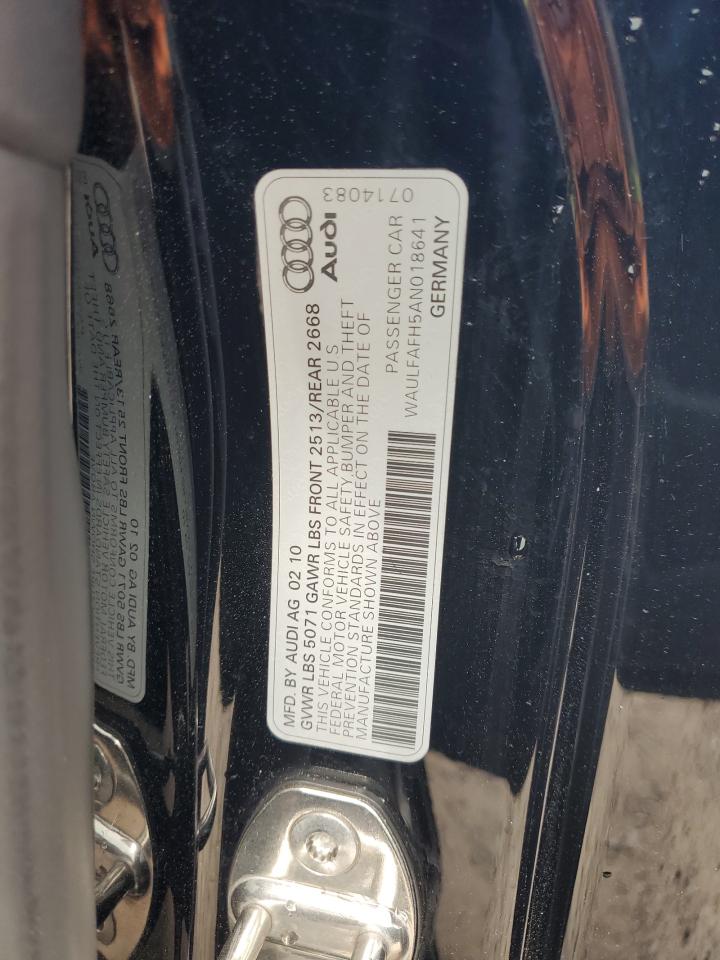 Audi
0714083
MFD. BY AUDI AG 02 10
GVWR LBS 5071 GAWR LBS FRONT 2513/REAR 2668
THIS VEHICLE CONFORMS TO ALL APPLICABLE U S
FEDERAL MOTOR VEHICLE SAFETY,BUMPER AND THEFT
PREVENTION STANDARDS IN EFFECT ON THE DATE OF
MANUFACTURE SHOWN ABOVE
PASSENGER CAR
WAULFAFH5AN018641
GERMANY